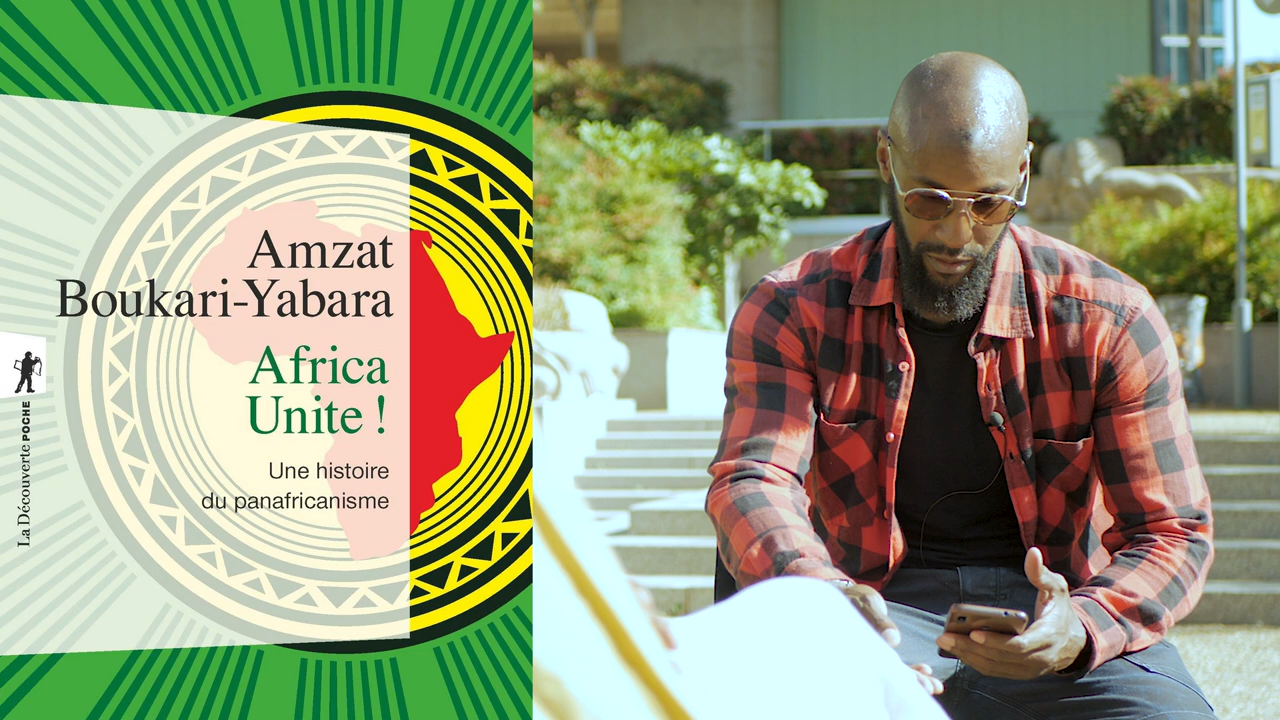 Amzat
Boukari-Yabara
Africa
Unite !
Une histoire
du panafricanisme
La Découverte POCHE